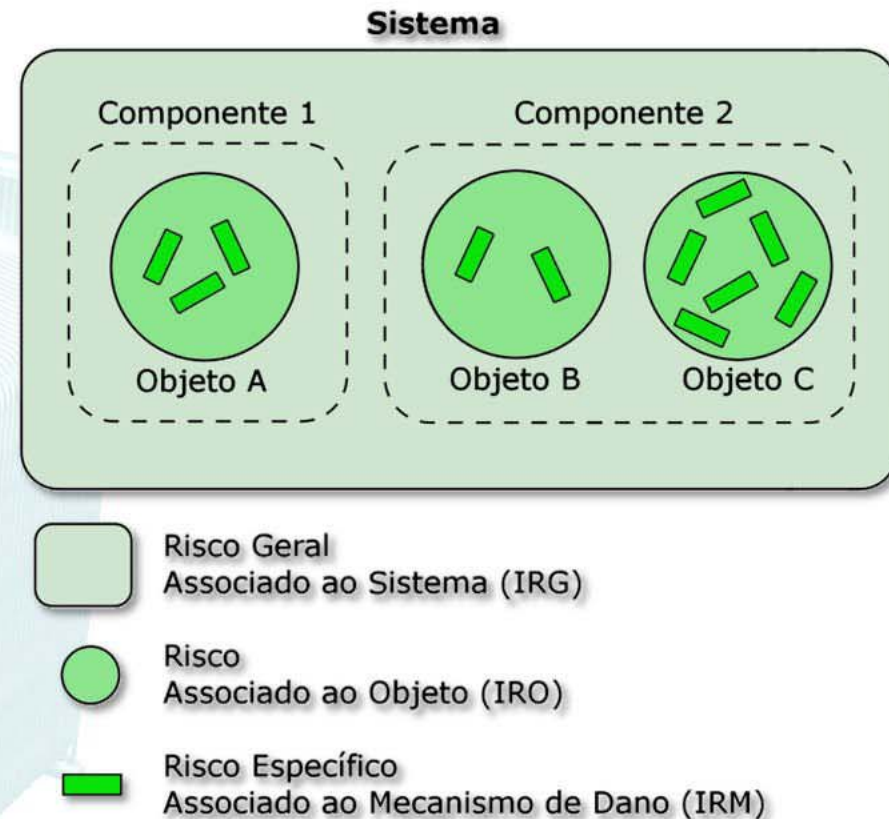 Sistema
Componente 1
Componente 2
Objeto A
Objeto B
Objeto C
Risco Geral
Associado ao Sistema (IRG)
Risco
Associado ao Objeto (IRO)
Risco Específico
Associado ao Mecanismo de Dano (IRM)